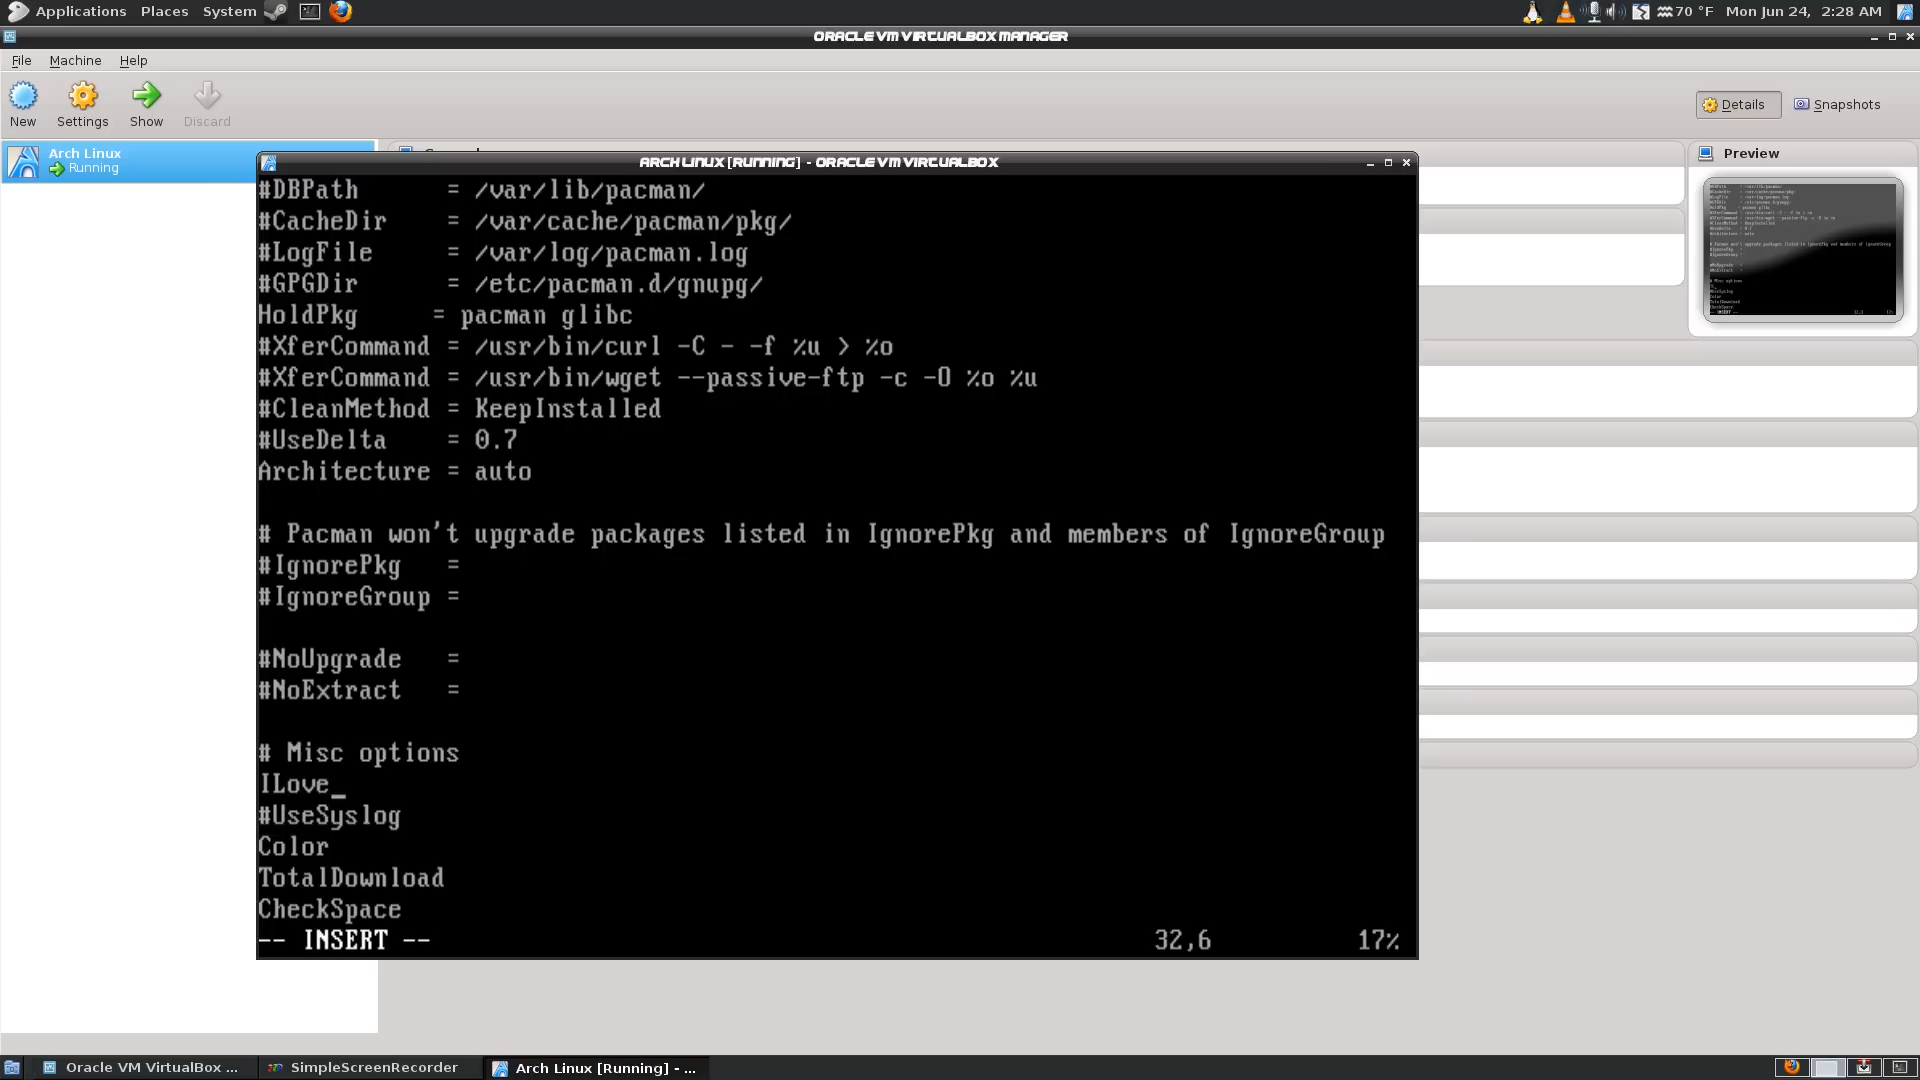 Applications Places System 70 °F Mon Jun 24, 2:28 AM
ORACLE VM VIRTUALBOX MANAGER
File Machine Help
New Settings Show Discard Details Snapshots
Arch Linux
Running
Preview
ARCH LINUX [RUNNING] - ORACLE VM VIRTUALBOX
#DBPath = /var/lib/pacman/
#CacheDir = /var/cache/pacman/pkg/
#LogFile = /var/log/pacman.log
#GPGDir = /etc/pacman.d/gnupg/
HoldPkg = pacman glibc
#XferCommand = /usr/bin/curl -C - -f %u > %o
#XferCommand = /usr/bin/wget --passive-ftp -c -O %o %u
#CleanMethod = KeepInstalled
#UseDelta = 0.7
Architecture = auto
# Pacman won't upgrade packages listed in IgnorePkg and members of IgnoreGroup
#IgnorePkg =
#IgnoreGroup =
#NoUpgrade =
#NoExtract =
# Misc options
ILove_
#UseSyslog
Color
TotalDownload
CheckSpace
-- INSERT -- 32,6 17%
Oracle VM VirtualBox ... SimpleScreenRecorder Arch Linux [Running] - ...